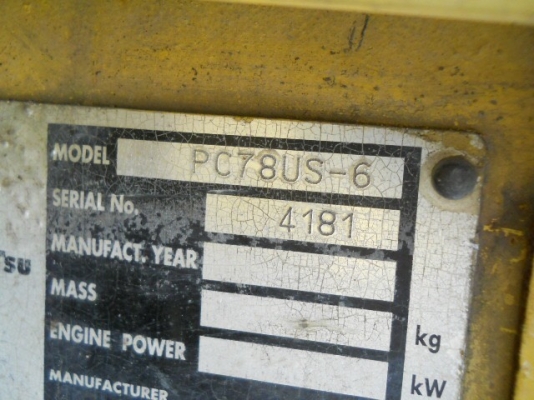 MODEL PC78US-6
SERIAL No. 4181
MANUFACT. YEAR
MASS kg
ENGINE POWER kW
MANUFACTURER